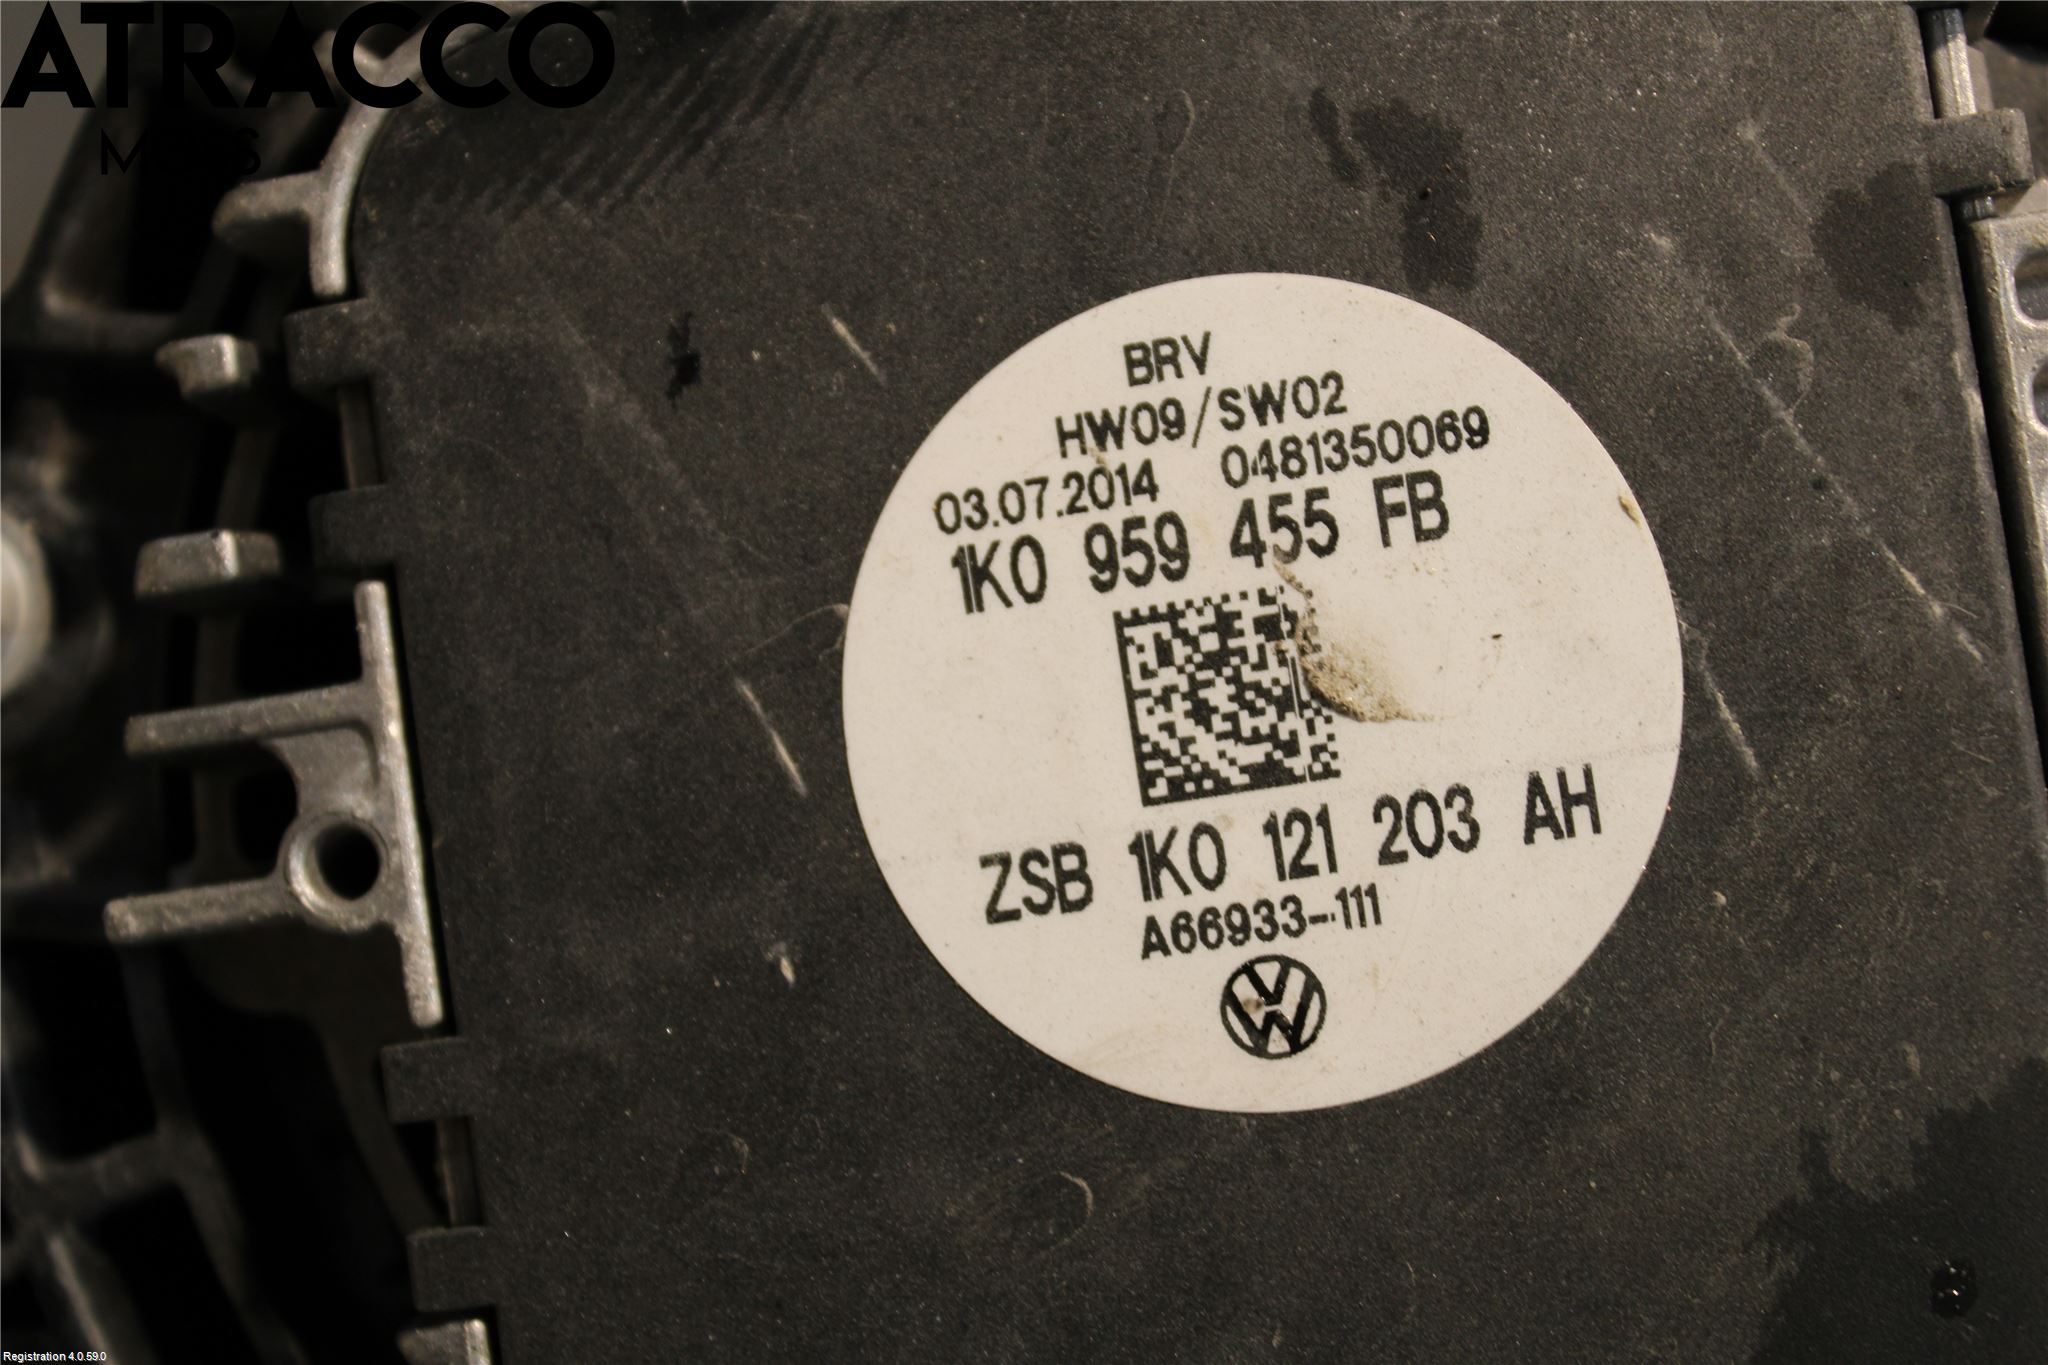 ATRACCO
BRV
HW09/SW02
03.07.2014 0481350069
1K0 959 455 FB
ZSB 1K0 121 203 AH
A66933-111
Registration 4.0.59.0